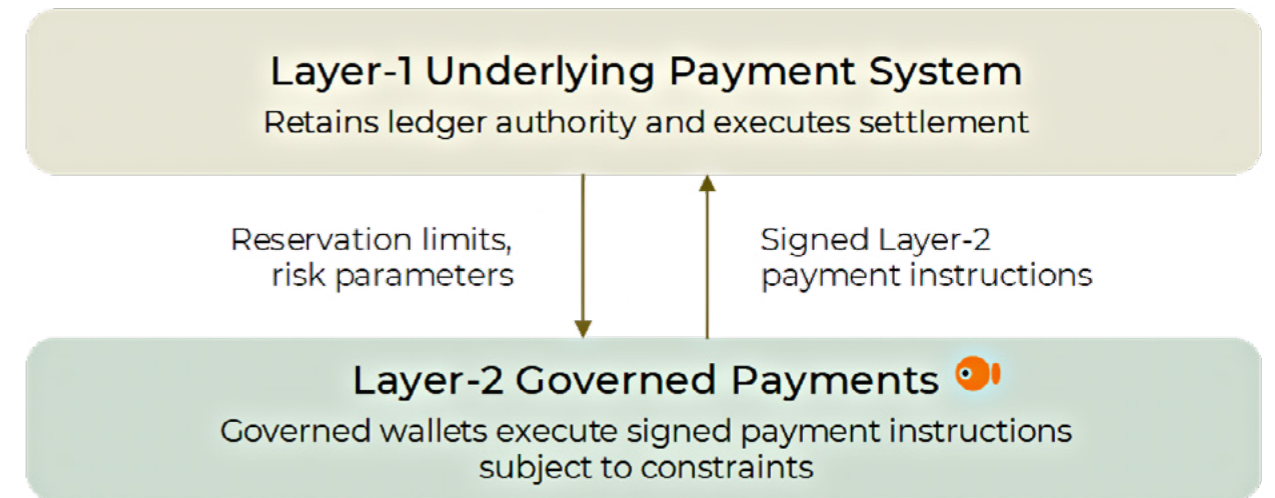 Layer-1 Underlying Payment System
Retains ledger authority and executes settlement
Reservation limits,
risk parameters
Signed Layer-2
payment instructions
Layer-2 Governed Payments
Governed wallets execute signed payment instructions
subject to constraints